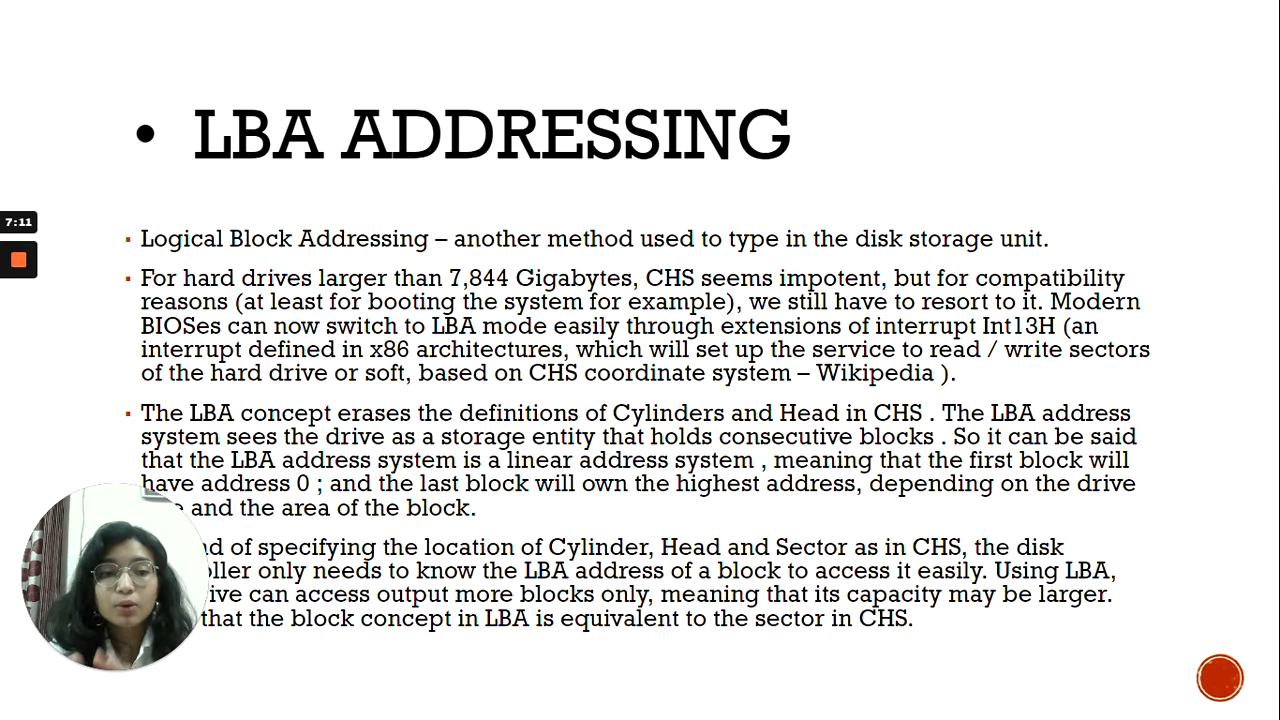 • LBA ADDRESSING
7:11
▪ Logical Block Addressing – another method used to type in the disk storage unit.
▪ For hard drives larger than 7,844 Gigabytes, CHS seems impotent, but for compatibility
reasons (at least for booting the system for example), we still have to resort to it. Modern
BIOSes can now switch to LBA mode easily through extensions of interrupt Int13H (an
interrupt defined in x86 architectures, which will set up the service to read / write sectors
of the hard drive or soft, based on CHS coordinate system – Wikipedia ).
▪ The LBA concept erases the definitions of Cylinders and Head in CHS . The LBA address
system sees the drive as a storage entity that holds consecutive blocks . So it can be said
that the LBA address system is a linear address system , meaning that the first block will
have address 0 ; and the last block will own the highest address, depending on the drive
and the area of the block.
of specifying the location of Cylinder, Head and Sector as in CHS, the disk
only needs to know the LBA address of a block to access it easily. Using LBA,
can access output more blocks only, meaning that its capacity may be larger.
that the block concept in LBA is equivalent to the sector in CHS.